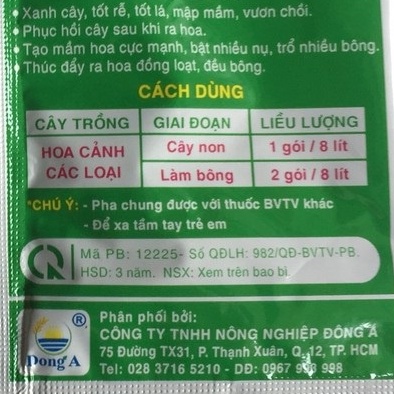 Xanh cây, tốt rễ, tốt lá, mập mầm, vươn chồi.
• Phục hồi cây sau khi ra hoa.
• Tạo mầm hoa cực mạnh, bật nhiều nụ, trổ nhiều bông.
Thúc đẩy ra hoa đồng loạt, đều bông.
CÁCH DÙNG
CÂY TRỒNG GIAI ĐOẠN LIỀU LƯỢNG
HOA CẢNH CÁC LOẠI Cây non 1 gói / 8 lít
Làm bông 2 gói / 8 lít
*CHÚ Ý: - Pha chung được với thuốc BVTV khác
- Để xa tầm tay trẻ em
Mã PB: 12225- Số QĐLH: 982/QĐ-BVTV-PB.
HSD: 3 năm. NSX: Xem trên bao bì.
Phân phối bởi:
CÔNG TY TNHH NÔNG NGHIỆP ĐÔNG Á
75 Đường TX31, P. Thạnh Xuân, Q. 12, TP. HCM
Tel: 028 3716 5210 - DĐ: 0967 998 998
®
Dong A